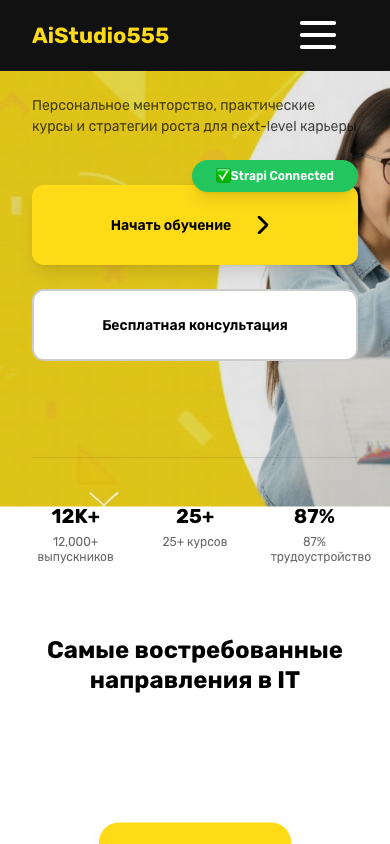 AiStudio555
Персональное менторство, практические
курсы и стратегии роста для next-level карьеры
✅Strapi Connected
Начать обучение
Бесплатная консультация
12K+
25+
87%
12,000+
выпускников
25+ курсов
87%
трудоустройство
Самые востребованные
направления в IT